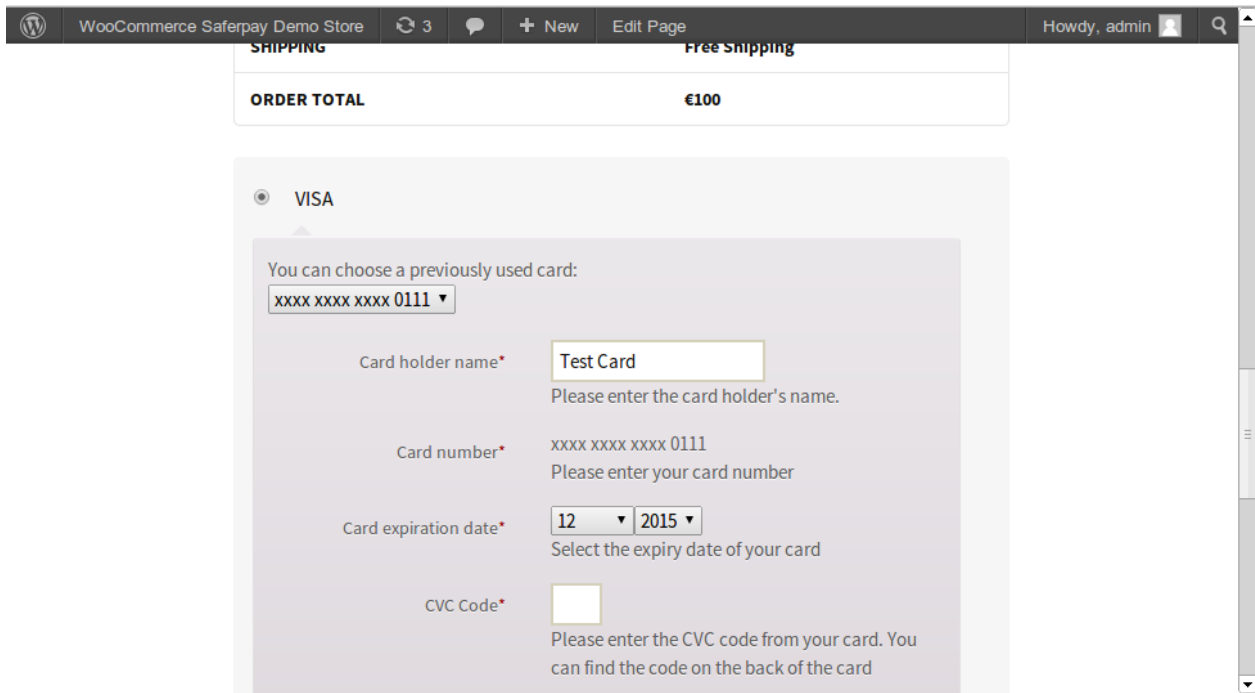 WooCommerce Saferpay Demo Store 3 + New Edit Page Howdy, admin
SHIPPING Free Shipping
ORDER TOTAL €100
VISA
You can choose a previously used card:
xxxx xxxx xxxx 0111
Card holder name* Test Card
Please enter the card holder's name.
Card number* xxxx xxxx xxxx 0111
Please enter your card number
Card expiration date* 12 2015
Select the expiry date of your card
CVC Code*
Please enter the CVC code from your card. You
can find the code on the back of the card